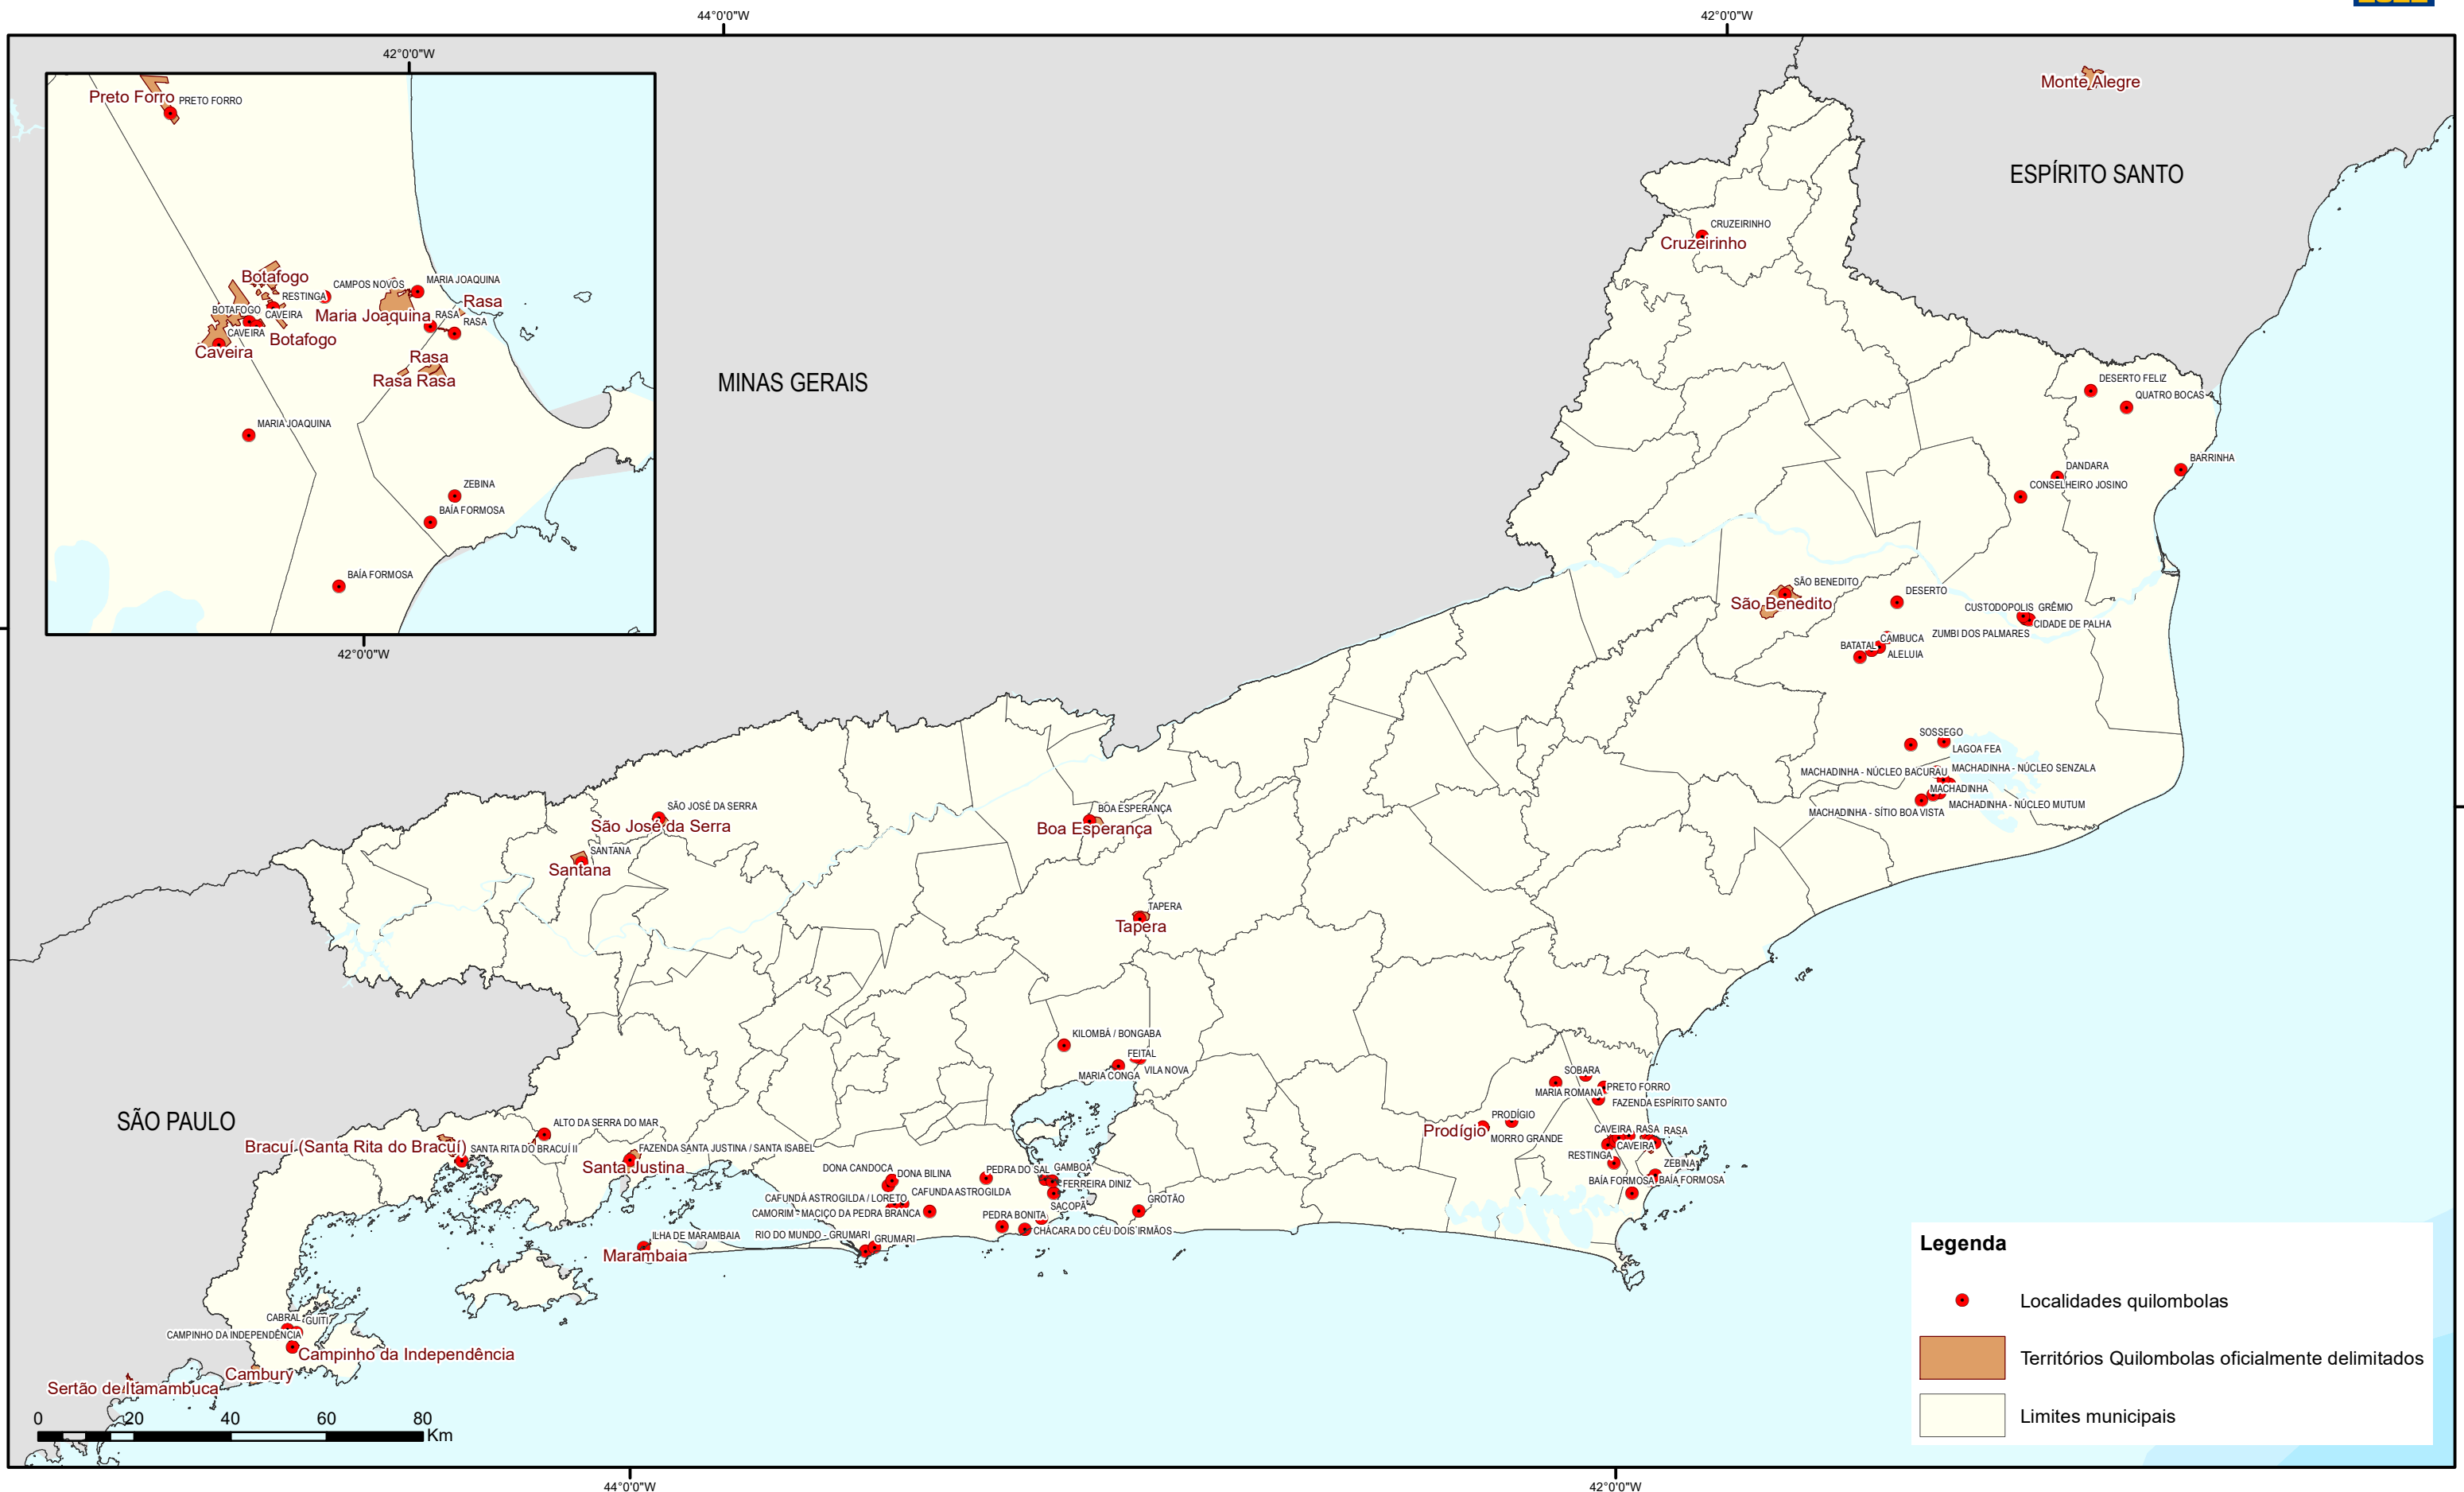 44°0'0"W
42°0'0"W
42°0'0"W
Preto Forro
PRETO FORRO
Botafogo
RESTINGA
CAMPOS NOVOS
MARIA JOAQUINA
Rasa
BOTAFOGO
CAVEIRA
Maria Joaquina
RASA
RASA
CAVEIRA
Botafogo
Caveira
Rasa
Rasa
Rasa
MARIA JOAQUINA
ZEBINA
BAÍA FORMOSA
BAÍA FORMOSA
42°0'0"W
Monte Alegre
ESPÍRITO SANTO
MINAS GERAIS
SÃO PAULO
CRUZEIRINHO
Cruzeirinho
DESERTO FELIZ
QUATRO BOCAS
BARRINHA
DANDARA
CONSELHEIRO JOSINO
SÃO BENEDITO
São Benedito
DESERTO
CUSTODOPOLIS
GRÊMIO
CIDADE DE PALHA
ZUMBI DOS PALMARES
CAMBUCA
BATATAL
ALELUIA
SOSSEGO
LAGOA FEA
MACHADINHA - NÚCLEO BACURAU
MACHADINHA - NÚCLEO SENZALA
MACHADINHA
MACHADINHA - NÚCLEO MUTUM
MACHADINHA - SÍTIO BOA VISTA
SÃO JOSÉ DA SERRA
São José da Serra
SANTANA
Santana
BOA ESPERANÇA
Boa Esperança
TAPERA
Tapera
KILOMBÁ / BONGABA
FEITAL
VILA NOVA
MARIA CONGA
SOBARA
MARIA ROMANA
PRETO FORRO
FAZENDA ESPÍRITO SANTO
PRODÍGIO
Prodígio
MORRO GRANDE
CAVEIRA
RASA
RASA
CAVEIRA
RESTINGA
ZEBINA
BAÍA FORMOSA
BAÍA FORMOSA
ALTO DA SERRA DO MAR
Bracuí (Santa Rita do Bracuí)
SANTA RITA DO BRACUÍ II
FAZENDA SANTA JUSTINA / SANTA ISABEL
Santa Justina
DONA CANDOCA
DONA BILINA
PEDRA DO SAL
GAMBOA
FERREIRA DINIZ
CAFUNDA ASTROGILDA
CAFUNDÁ ASTROGILDA / LORETO
SACOPÃ
GROTÃO
CAMORIM - MACIÇO DA PEDRA BRANCA
PEDRA BONITA
CHÁCARA DO CÉU DOIS IRMÃOS
RIO DO MUNDO - GRUMARI
GRUMARI
ILHA DE MARAMBAIA
Marambaia
CABRAL
GUITI
CAMPINHO DA INDEPENDÊNCIA
Campinho da Independência
Cambury
Sertão de Itamambuca
0 20 40 60 80
Km
Legenda
Localidades quilombolas
Territórios Quilombolas oficialmente delimitados
Limites municipais
44°0'0"W
42°0'0"W